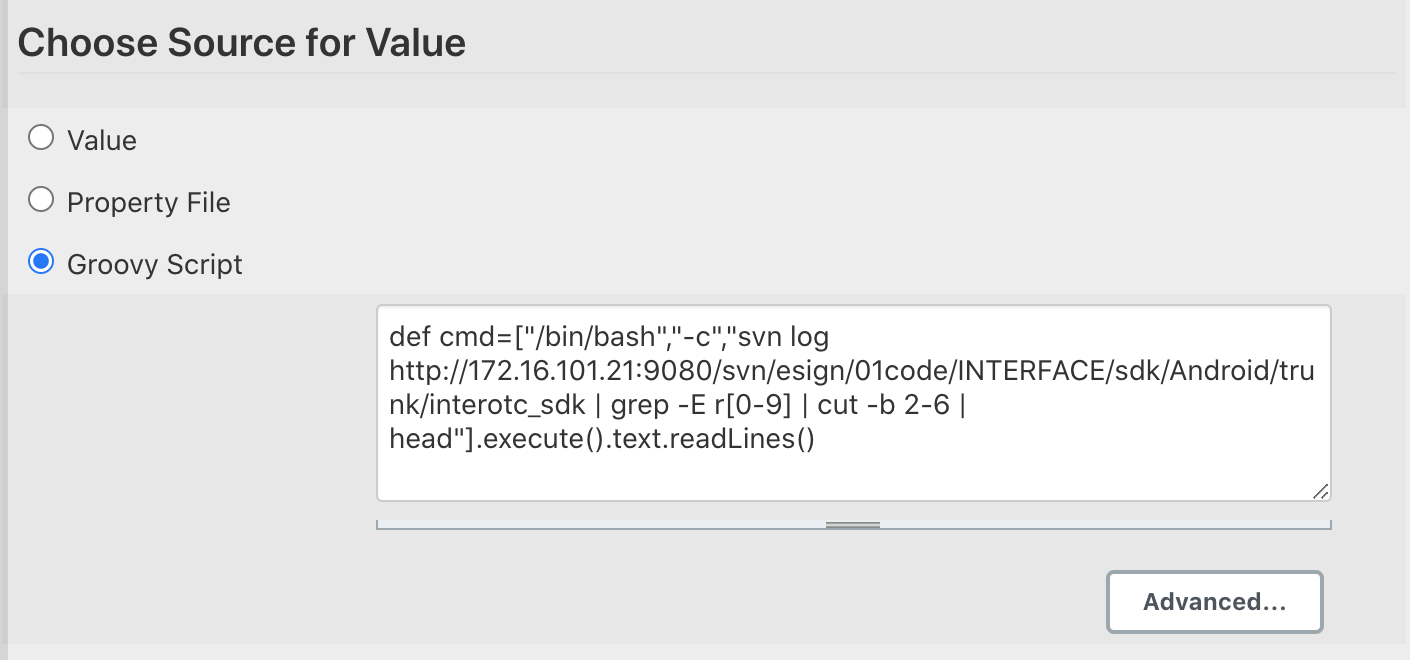 Choose Source for Value
Value
Property File
Groovy Script
def cmd=["/bin/bash","-c","svn log
http://172.16.101.21:9080/svn/esign/01code/INTERFACE/sdk/Android/tru
nk/interotc_sdk | grep -E r[0-9] | cut -b 2-6 |
head"].execute().text.readLines()
Advanced...